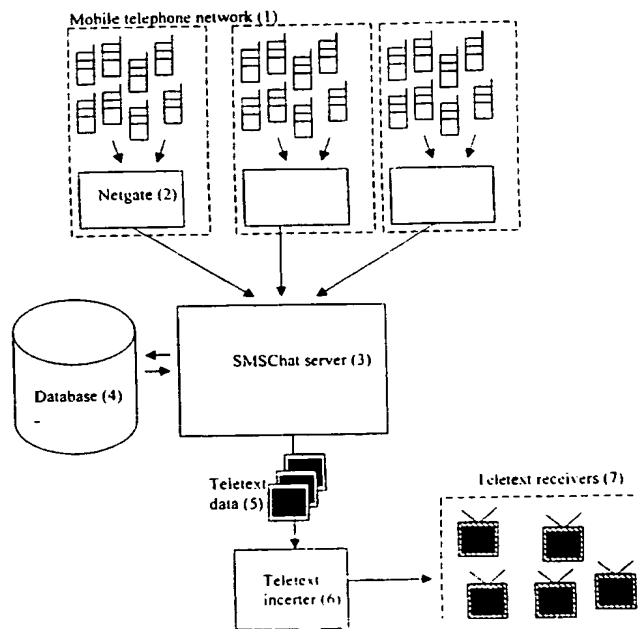 Mobile telephone network (1)
Netgate (2)
SMSChat server (3)
Database (4)
Teletext
data (5)
Teletext receivers (7)
Teletext
incerter (6)